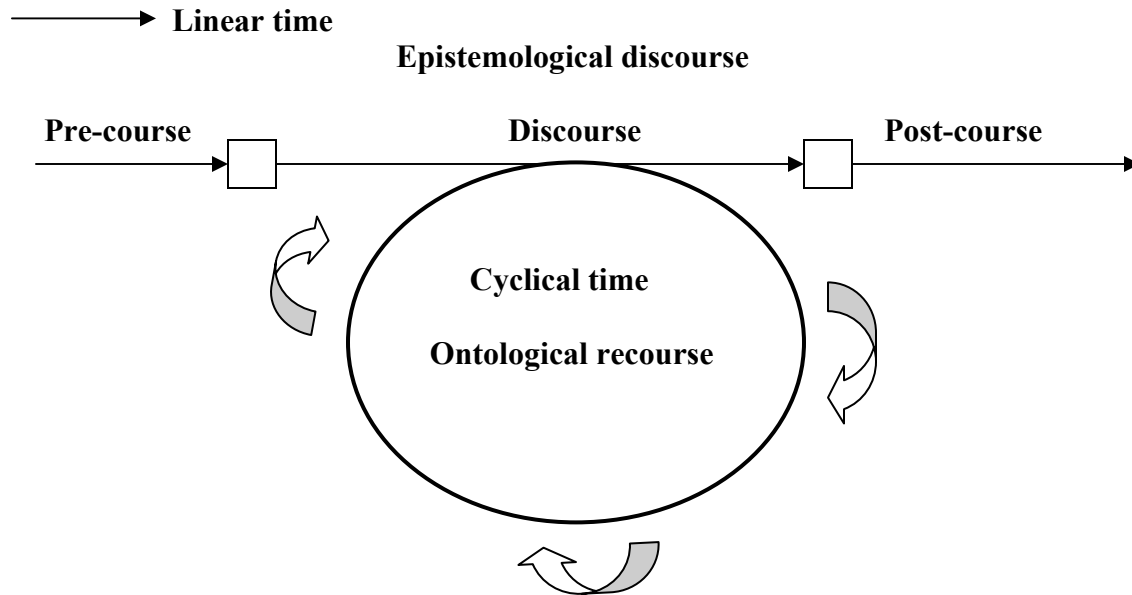 Linear time
Epistemological discourse
Pre-course
Discourse
Post-course
Cyclical time
Ontological recourse